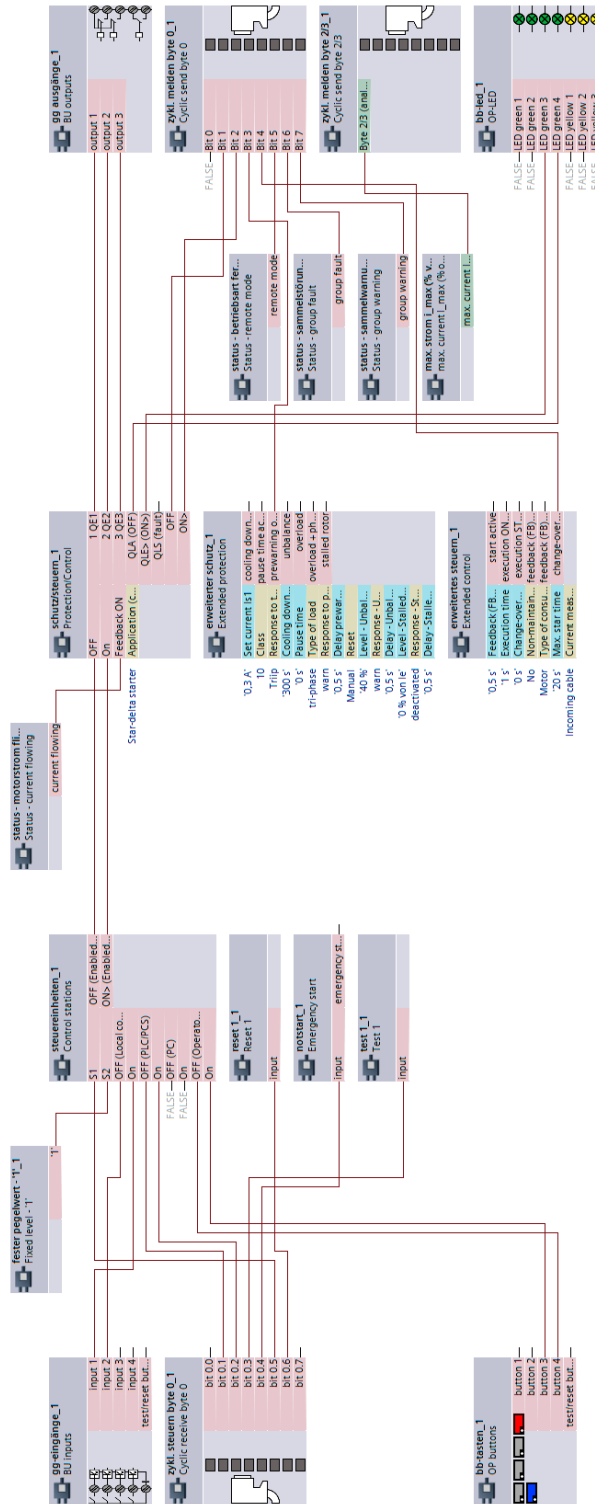 gg-eingänge_1
BU inputs
input 1
input 2
input 3
input 4
test/reset but...
zykl. steuern byte 0_1
Cyclic receive byte 0
bit 0.0
bit 0.1
bit 0.2
bit 0.3
bit 0.4
bit 0.5
bit 0.6
bit 0.7
bb-tasten_1
OP buttons
button 1
button 2
button 3
button 4
test/reset but...
fester pegelwert - '1'_1
Fixed level - '1'
'1'
steuereinheiten_1
Control stations
S1 OFF (Enabled...
S2 ON> (Enabled...
OFF (Local co...
On
OFF (PLC/PCS)
On
FALSE OFF (PC)
FALSE On
OFF (Operato...
On
reset 1_1
Reset 1
input
notstart_1
Emergency start
input emergency st...
test 1_1
Test 1
input
status - motorstrom fli...
Status - current flowing
current flowing
schutz/steuern_1
Protection/Control
OFF 1 QE1
On 2 QE2
Feedback ON 3 QE3
Star-delta starter Application (c... QLA (OFF)
QLE> (ON>)
QLS (fault)
OFF
ON>
erweiterter schutz_1
Extended protection
'0,3 A' Set current Is1 cooling down...
10 Class pause time ac...
Triip Response to t... prewarning o...
'300 s' Cooling down... unbalance
'0 s' Pause time overload
tri-phase Type of load overload + ph...
warn Response to p... stalled rotor
'0,5 s' Delay prewar...
Manual Reset
'40 %' Level - Unbal...
warn Response - U...
'0,5 s' Delay - Unbal...
'0 % von Ie' Level - Stalled...
deactivated Response - St...
'0,5 s' Delay - Stalle...
erweitertes steuern_1
Extended control
'0,5 s' Feedback (FB... start active
'1 s' Execution time execution ON...
'0 s' Change-over... execution ST...
No Non-maintain... feedback (FB)...
Motor Type of consu... feedback (FB)...
'20 s' Max. start time change-over...
Incoming cable Current meas...
status - betriebsart fer...
Status - remote mode
remote mode
status - sammelstörun...
Status - group fault
group fault
status - sammelwarnu...
Status - group warning
group warning
max. strom i_max (% v...
max. current I_max (% o...
max. current I...
gg ausgänge_1
BU outputs
output 1
output 2
output 3
zykl. melden byte 0_1
Cyclic send byte 0
FALSE Bit 0
Bit 1
Bit 2
Bit 3
Bit 4
Bit 5
Bit 6
Bit 7
zykl. melden byte 2/3_1
Cyclic send byte 2/3
Byte 2/3 (anal...
bb-led_1
OP-LED
FALSE LED green 1
FALSE LED green 2
LED green 3
LED green 4
FALSE LED yellow 1
FALSE LED yellow 2
FALSE LED yellow 3